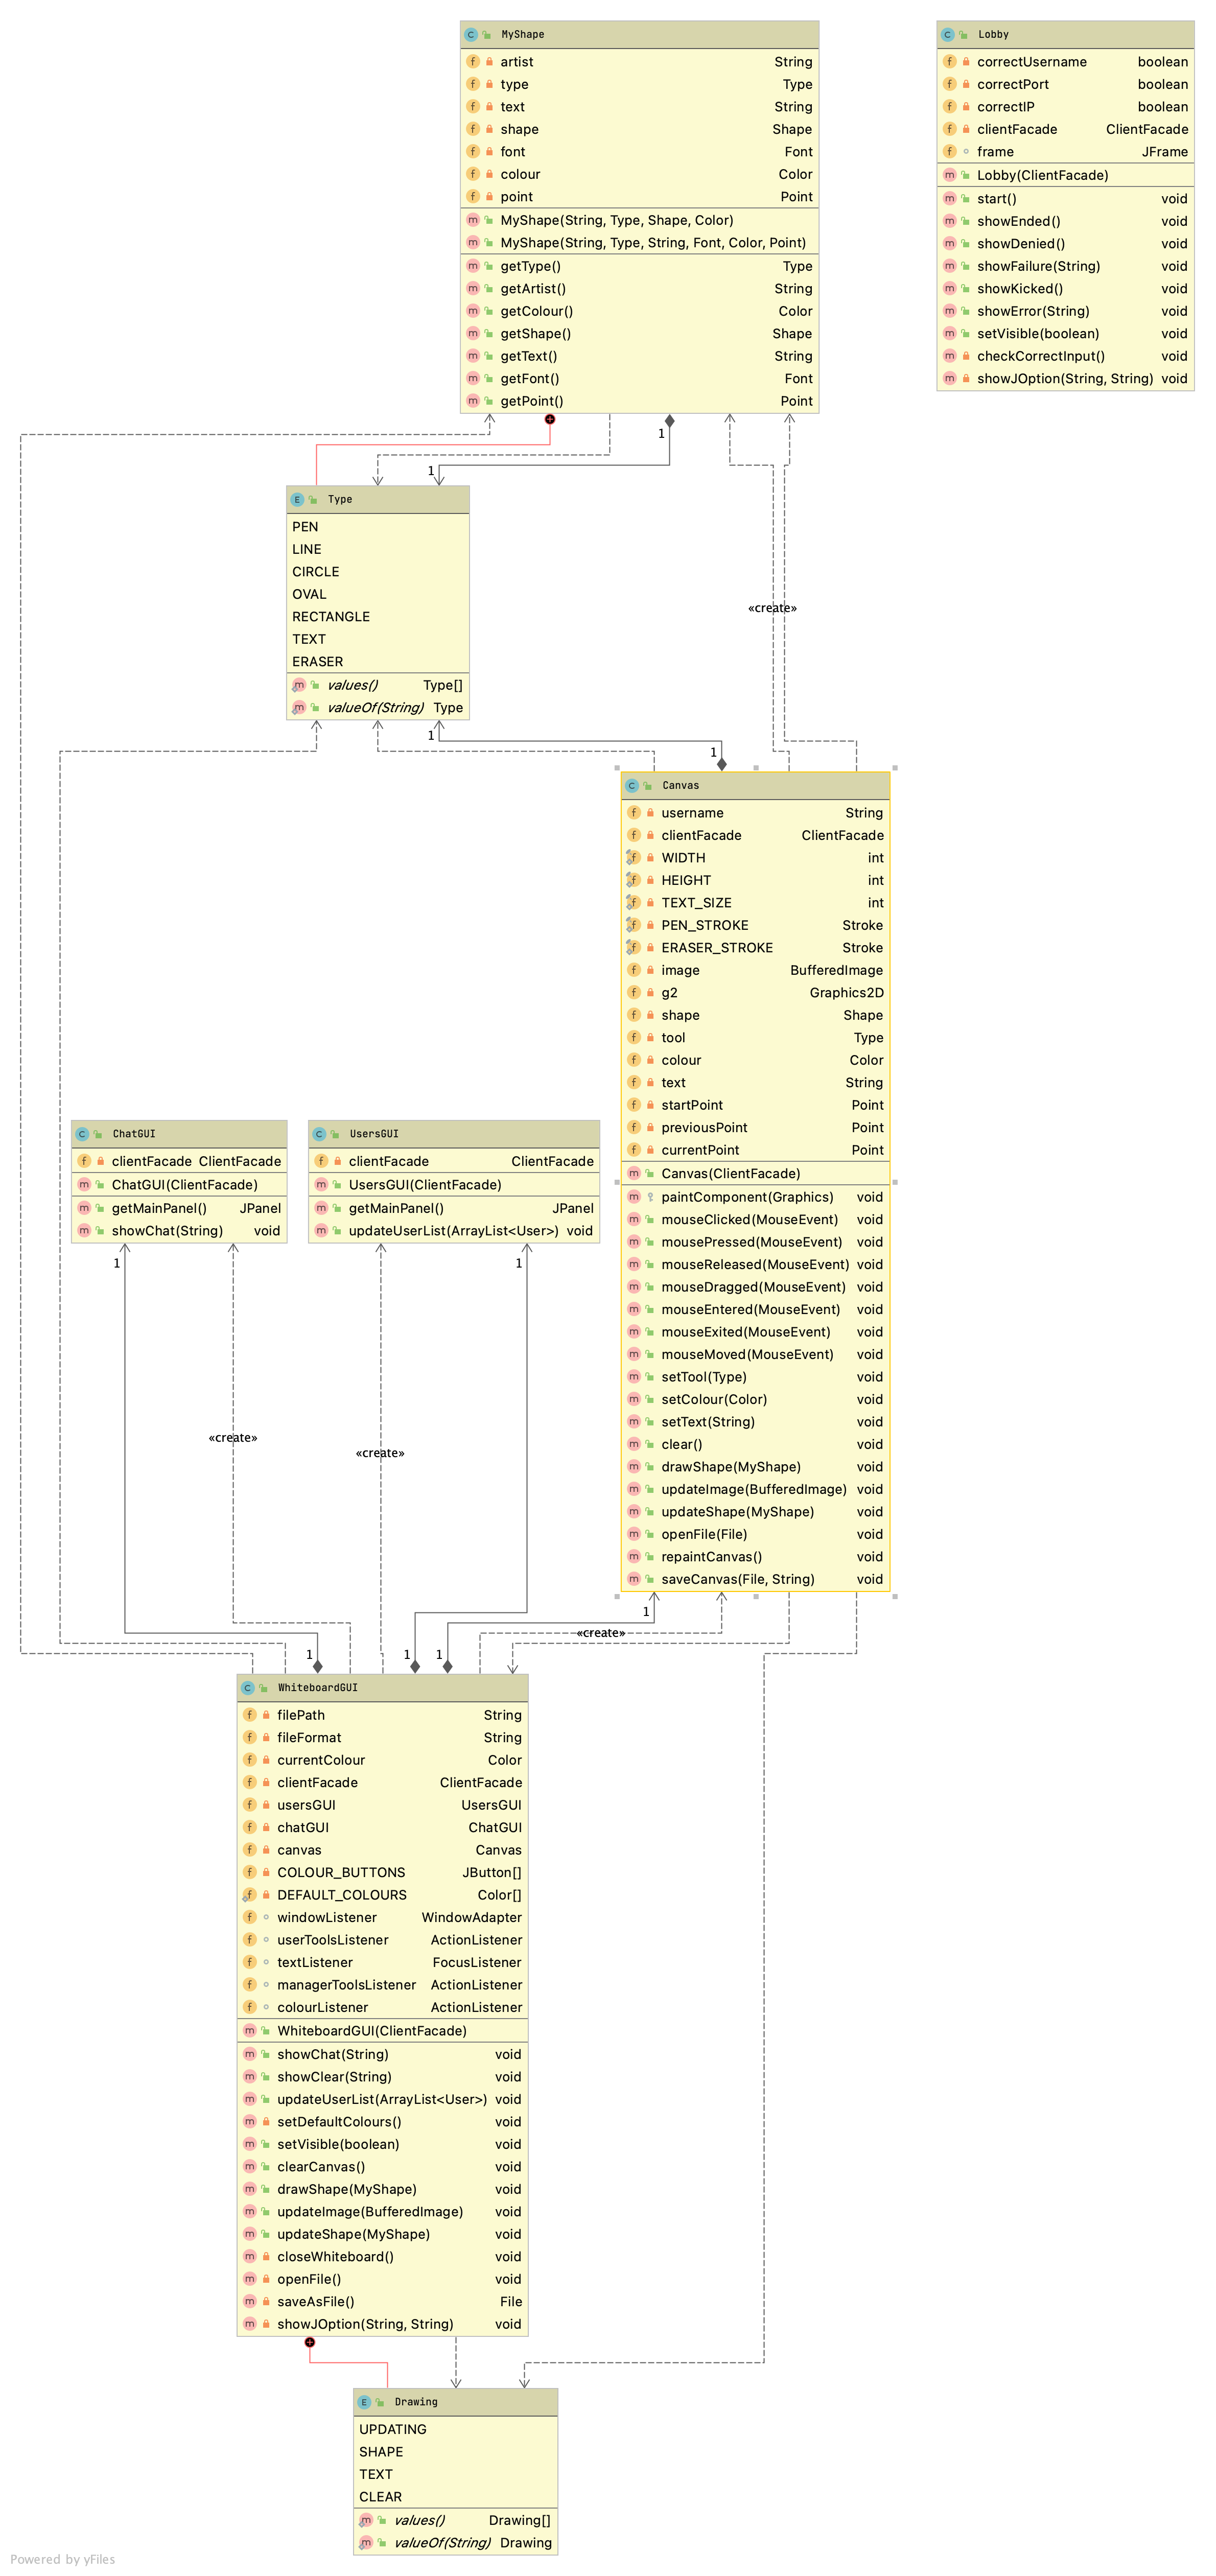 MyShape
artist String
type Type
text String
shape Shape
font Font
colour Color
point Point
MyShape(String, Type, Shape, Color)
MyShape(String, Type, String, Font, Color, Point)
getType() Type
getArtist() String
getColour() Color
getShape() Shape
getText() String
getFont() Font
getPoint() Point
Lobby
correctUsername boolean
correctPort boolean
correctIP boolean
clientFacade ClientFacade
frame JFrame
Lobby(ClientFacade)
start() void
showEnded() void
showDenied() void
showFailure(String) void
showKicked() void
showError(String) void
setVisible(boolean) void
checkCorrectInput() void
showJOption(String, String) void
1
1
Type
PEN
LINE
CIRCLE
OVAL
RECTANGLE
TEXT
ERASER
values() Type[]
valueOf(String) Type
«create»
1
1
Canvas
username String
clientFacade ClientFacade
WIDTH int
HEIGHT int
TEXT_SIZE int
PEN_STROKE Stroke
ERASER_STROKE Stroke
image BufferedImage
g2 Graphics2D
shape Shape
tool Type
colour Color
text String
startPoint Point
previousPoint Point
currentPoint Point
Canvas(ClientFacade)
paintComponent(Graphics) void
mouseClicked(MouseEvent) void
mousePressed(MouseEvent) void
mouseReleased(MouseEvent) void
mouseDragged(MouseEvent) void
mouseEntered(MouseEvent) void
mouseExited(MouseEvent) void
mouseMoved(MouseEvent) void
setTool(Type) void
setColour(Color) void
setText(String) void
clear() void
drawShape(MyShape) void
updateImage(BufferedImage) void
updateShape(MyShape) void
openFile(File) void
repaintCanvas() void
saveCanvas(File, String) void
ChatGUI
clientFacade ClientFacade
ChatGUI(ClientFacade)
getMainPanel() JPanel
showChat(String) void
UsersGUI
clientFacade ClientFacade
UsersGUI(ClientFacade)
getMainPanel() JPanel
updateUserList(ArrayList<User>) void
1
1
«create»
«create»
1
«create»
1
1
1
WhiteboardGUI
filePath String
fileFormat String
currentColour Color
clientFacade ClientFacade
usersGUI UsersGUI
chatGUI ChatGUI
canvas Canvas
COLOUR_BUTTONS JButton[]
DEFAULT_COLOURS Color[]
windowListener WindowAdapter
userToolsListener ActionListener
textListener FocusListener
managerToolsListener ActionListener
colourListener ActionListener
WhiteboardGUI(ClientFacade)
showChat(String) void
showClear(String) void
updateUserList(ArrayList<User>) void
setDefaultColours() void
setVisible(boolean) void
clearCanvas() void
drawShape(MyShape) void
updateImage(BufferedImage) void
updateShape(MyShape) void
closeWhiteboard() void
openFile() void
saveAsFile() File
showJOption(String, String) void
Drawing
UPDATING
SHAPE
TEXT
CLEAR
values() Drawing[]
valueOf(String) Drawing
Powered by yFiles